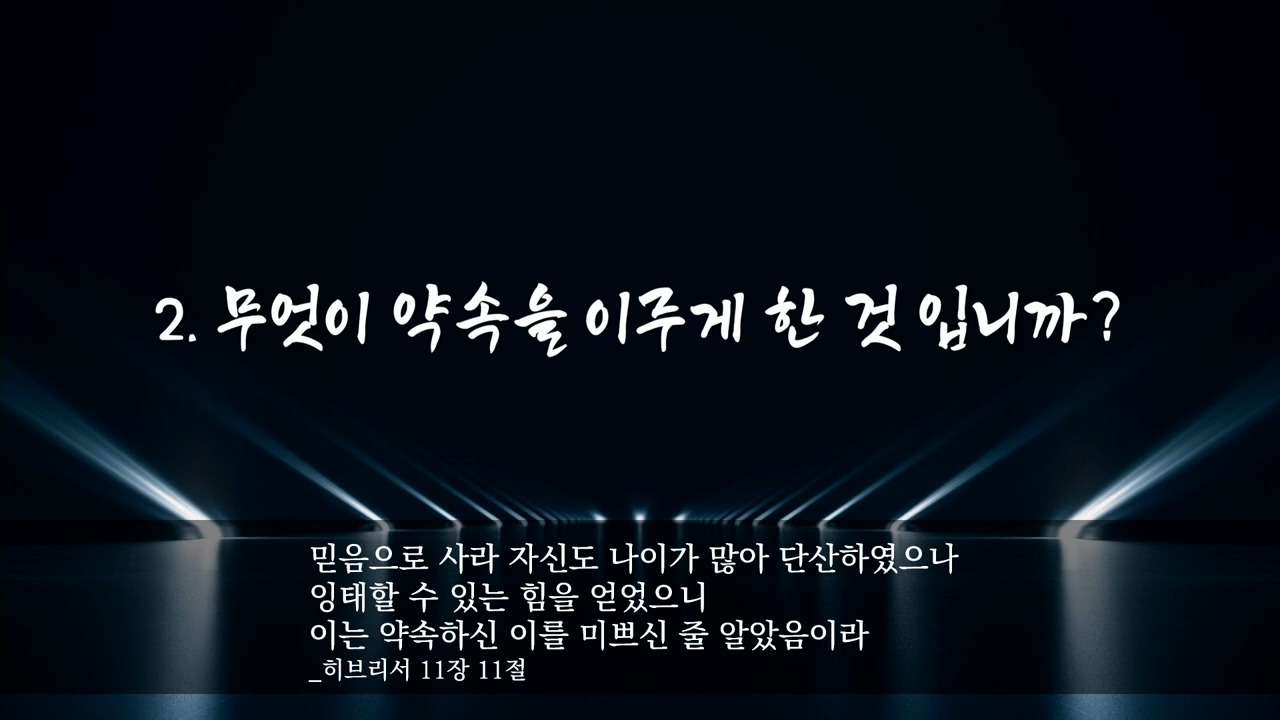 2. 무엇이 약속을 이루게 한 것 입니까?
믿음으로 사라 자신도 나이가 많아 단산하였으나
잉태할 수 있는 힘을 얻었으니
이는 약속하신 이를 미쁘신 줄 알았음이라
_히브리서 11장 11절